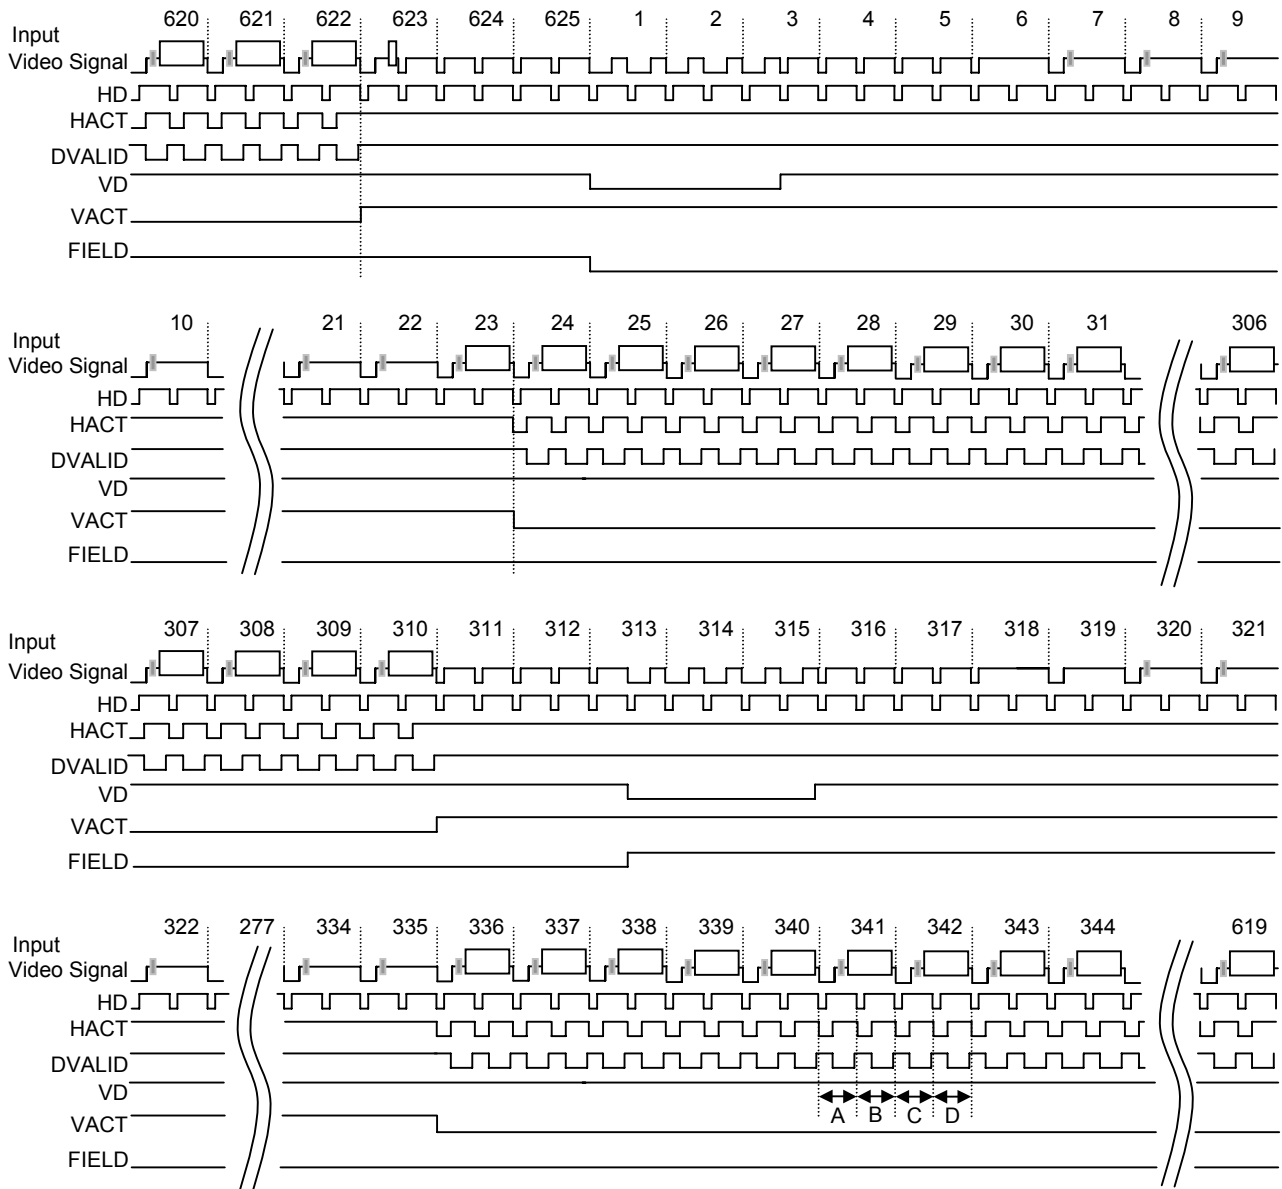 620 621 622 623 624 625 1 2 3 4 5 6 7 8 9
Input
Video Signal
HD
HACT
DVALID
VD
VACT
FIELD
10 21 22 23 24 25 26 27 28 29 30 31 306
Input
Video Signal
HD
HACT
DVALID
VD
VACT
FIELD
307 308 309 310 311 312 313 314 315 316 317 318 319 320 321
Input
Video Signal
HD
HACT
DVALID
VD
VACT
FIELD
322 277 334 335 336 337 338 339 340 341 342 343 344 619
Input
Video Signal
HD
HACT
DVALID
VD
A B C D
VACT
FIELD